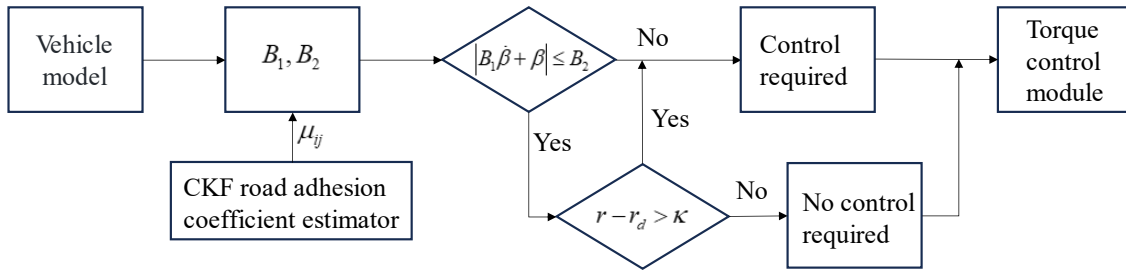 Vehicle
model
B₁, B₂
|B₁β̇ + β| ≤ B₂
No
Control
required
Torque
control
module
μᵢⱼ
Yes
Yes
CKF road adhesion
coefficient estimator
r − r_d > κ
No
No control
required